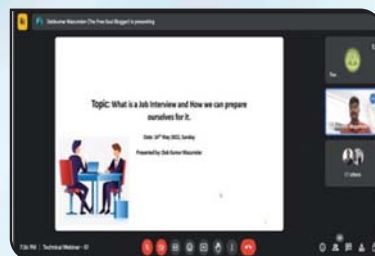 Debkumar Mazumder (The Free Soul Blogger) is presenting
Topic: What is a Job Interview and How we can prepare
ourselves for it.
Date: 16th May 2022, Sunday
Presented by: Deb Kumar Mazumder
You
17 others
7:36 PM | Technical Webinar - 01